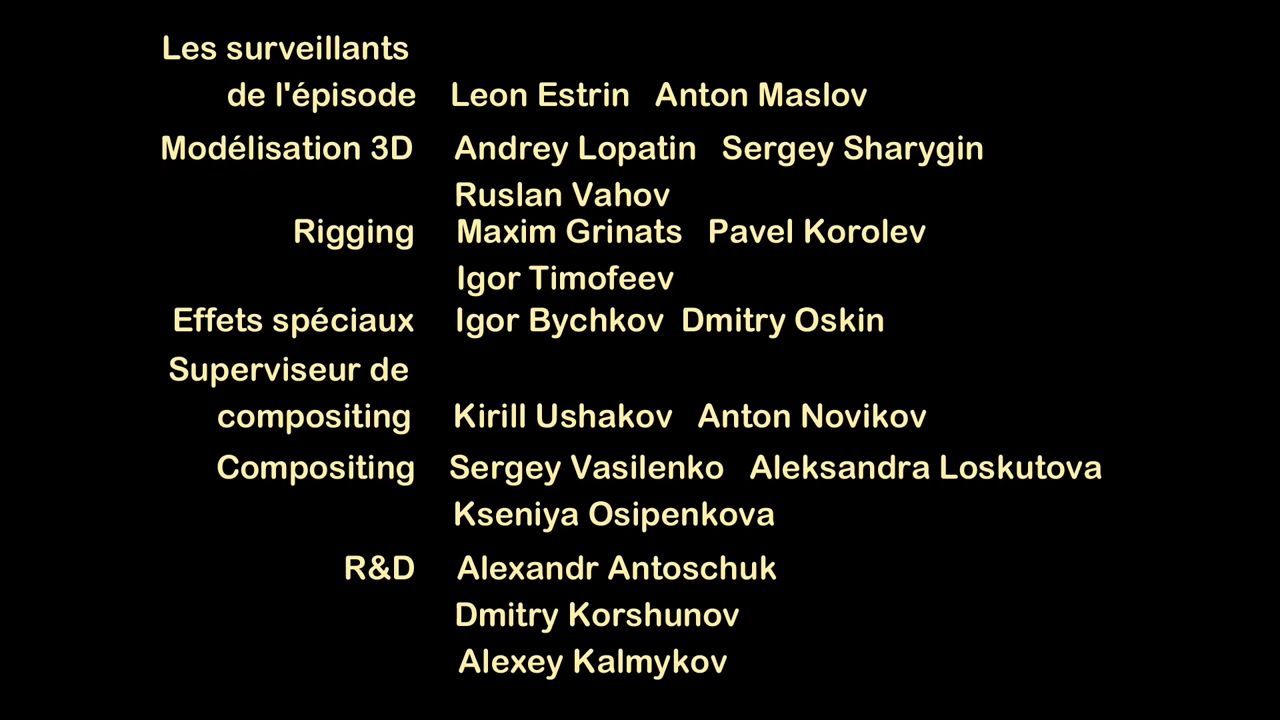 Les surveillants
de l'épisode Leon Estrin Anton Maslov
Modélisation 3D Andrey Lopatin Sergey Sharygin
Ruslan Vahov
Rigging Maxim Grinats Pavel Korolev
Igor Timofeev
Effets spéciaux Igor Bychkov Dmitry Oskin
Superviseur de
compositing Kirill Ushakov Anton Novikov
Compositing Sergey Vasilenko Aleksandra Loskutova
Kseniya Osipenkova
R&D Alexandr Antoschuk
Dmitry Korshunov
Alexey Kalmykov